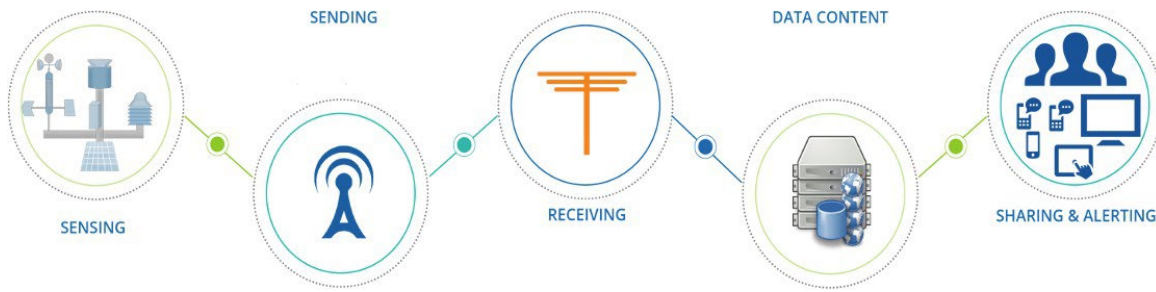 SENDING
DATA CONTENT
SENSING
RECEIVING
SHARING & ALERTING